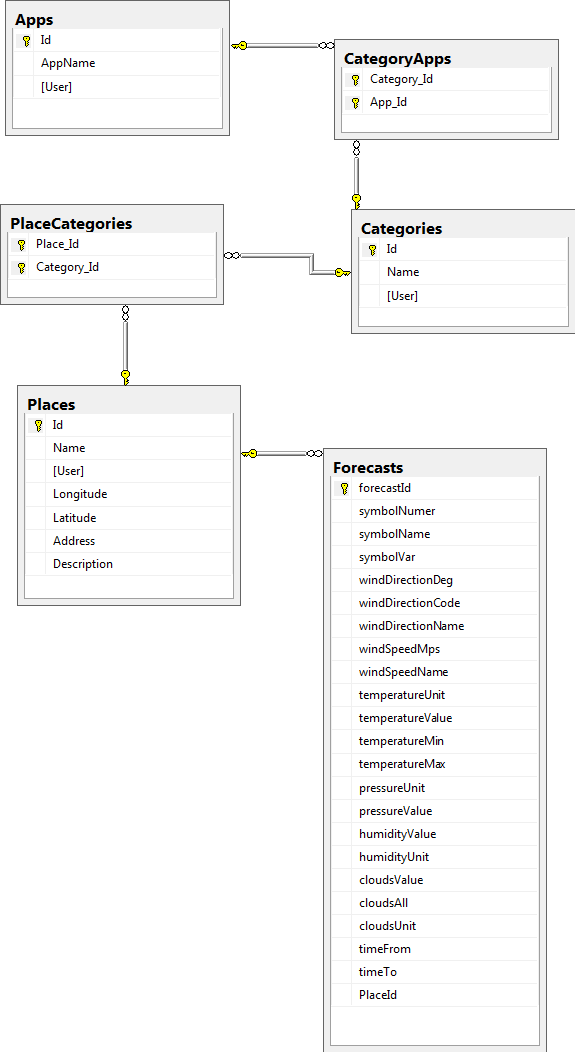 Apps
Id
AppName
[User]
CategoryApps
Category_Id
App_Id
PlaceCategories
Place_Id
Category_Id
Categories
Id
Name
[User]
Places
Id
Name
[User]
Longitude
Latitude
Address
Description
Forecasts
forecastId
symbolNumer
symbolName
symbolVar
windDirectionDeg
windDirectionCode
windDirectionName
windSpeedMps
windSpeedName
temperatureUnit
temperatureValue
temperatureMin
temperatureMax
pressureUnit
pressureValue
humidityValue
humidityUnit
cloudsValue
cloudsAll
cloudsUnit
timeFrom
timeTo
PlaceId